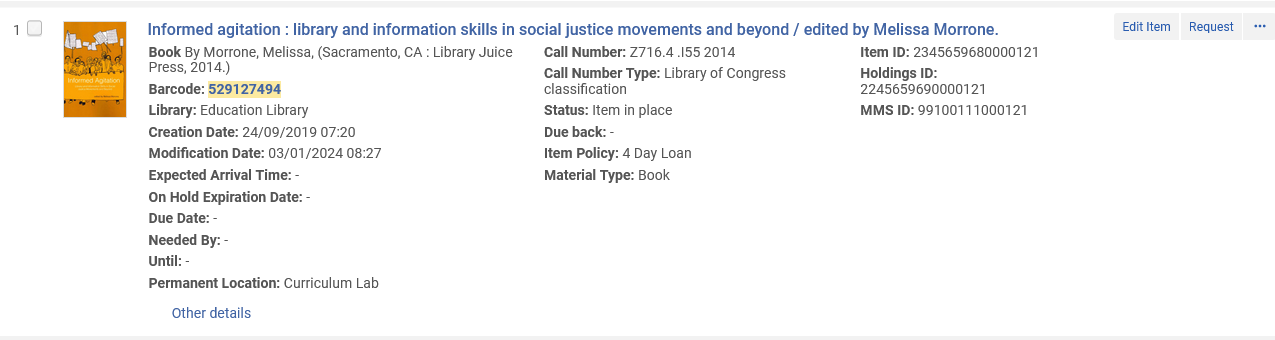 1
Informed agitation : library and information skills in social justice movements and beyond / edited by Melissa Morrone.
Edit Item
Request
···
Informed Agitation
Book By Morrone, Melissa, (Sacramento, CA : Library Juice
Press, 2014.)
Barcode: 529127494
Library: Education Library
Creation Date: 24/09/2019 07:20
Modification Date: 03/01/2024 08:27
Expected Arrival Time: -
On Hold Expiration Date: -
Due Date: -
Needed By: -
Until: -
Permanent Location: Curriculum Lab
Call Number: Z716.4 .I55 2014
Call Number Type: Library of Congress
classification
Status: Item in place
Due back: -
Item Policy: 4 Day Loan
Material Type: Book
Item ID: 2345659680000121
Holdings ID:
2245659690000121
MMS ID: 99100111000121
Other details